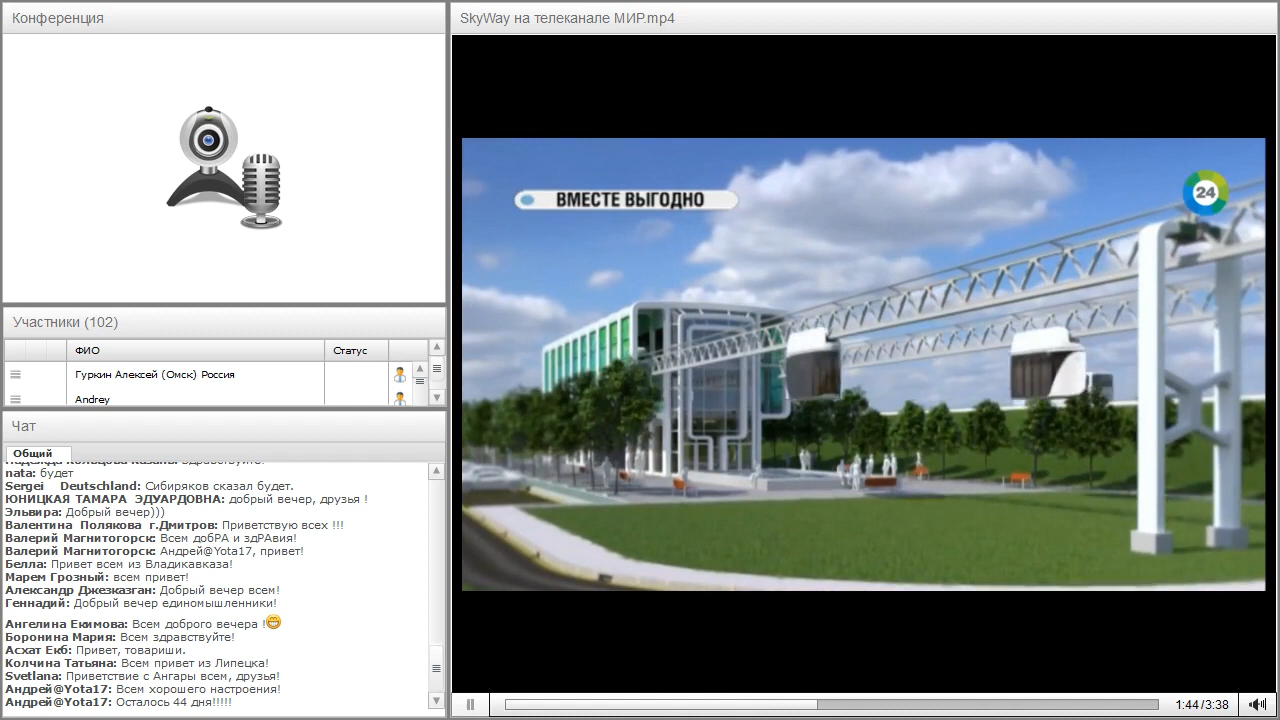 Конференция
SkyWay на телеканале МИР.mp4
ВМЕСТЕ ВЫГОДНО
24
Участники (102)
ФИО
Статус
Гуркин Алексей (Омск) Россия
Andrey
Чат
Общий
nata: будет
Sergei Deutschland: Сибиряков сказал будет.
ЮНИЦКАЯ ТАМАРА ЭДУАРДОВНА: добрый вечер, друзья !
Эльвира: Добрый вечер)))
Валентина Полякова г.Дмитров: Приветствую всех !!!
Валерий Магнитогорск: Всем добРА и здРАвия!
Валерий Магнитогорск: Андрей@Yota17, привет!
Белла: Привет всем из Владикавказа!
Марем Грозный: всем привет!
Александр Джезказган: Добрый вечер всем!
Геннадий: Добрый вечер единомышленники!
Ангелина Екимова: Всем доброго вечера !
Боронина Мария: Всем здравствуйте!
Асхат Екб: Привет, товариши.
Колчина Татьяна: Всем привет из Липецка!
Svetlana: Приветствие с Ангары всем, друзья!
Андрей@Yota17: Всем хорошего настроения!
Андрей@Yota17: Осталось 44 дня!!!!!
1:44/3:38